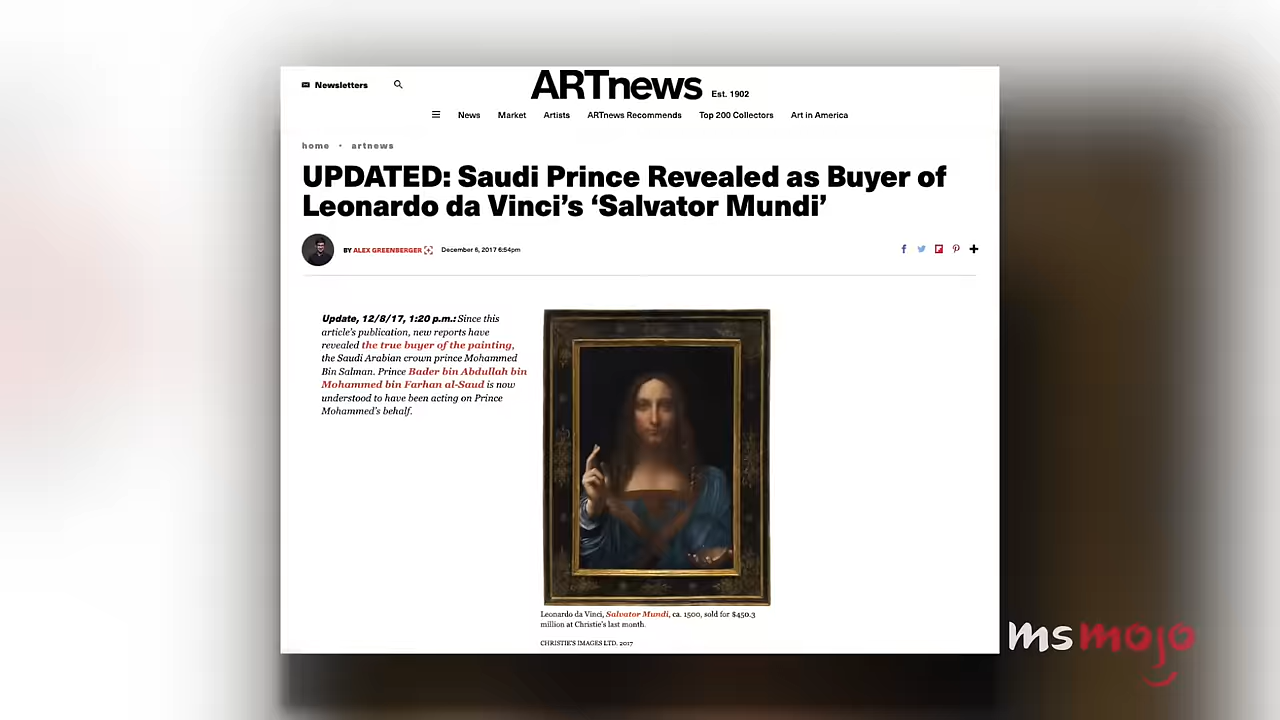 Newsletters
ARTnews Est. 1902
News Market Artists ARTnews Recommends Top 200 Collectors Art in America
home • artnews
UPDATED: Saudi Prince Revealed as Buyer of
Leonardo da Vinci’s ‘Salvator Mundi’
BY ALEX GREENBERGER [+] December 6, 2017 6:54pm
Update, 12/8/17, 1:20 p.m.: Since this
article's publication, new reports have
revealed the true buyer of the painting,
the Saudi Arabian crown prince Mohammed
Bin Salman. Prince Bader bin Abdullah bin
Mohammed bin Farhan al-Saud is now
understood to have been acting on Prince
Mohammed's behalf.
Leonardo da Vinci, Salvator Mundi, ca. 1500, sold for $450.3
million at Christie's last month.
CHRISTIE'S IMAGES LTD. 2017
msmojo